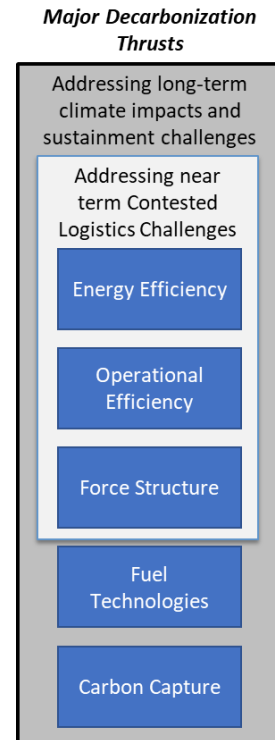 Major Decarbonization
Thrusts
Addressing long-term
climate impacts and
sustainment challenges
Addressing near
term Contested
Logistics Challenges
Energy Efficiency
Operational
Efficiency
Force Structure
Fuel
Technologies
Carbon Capture